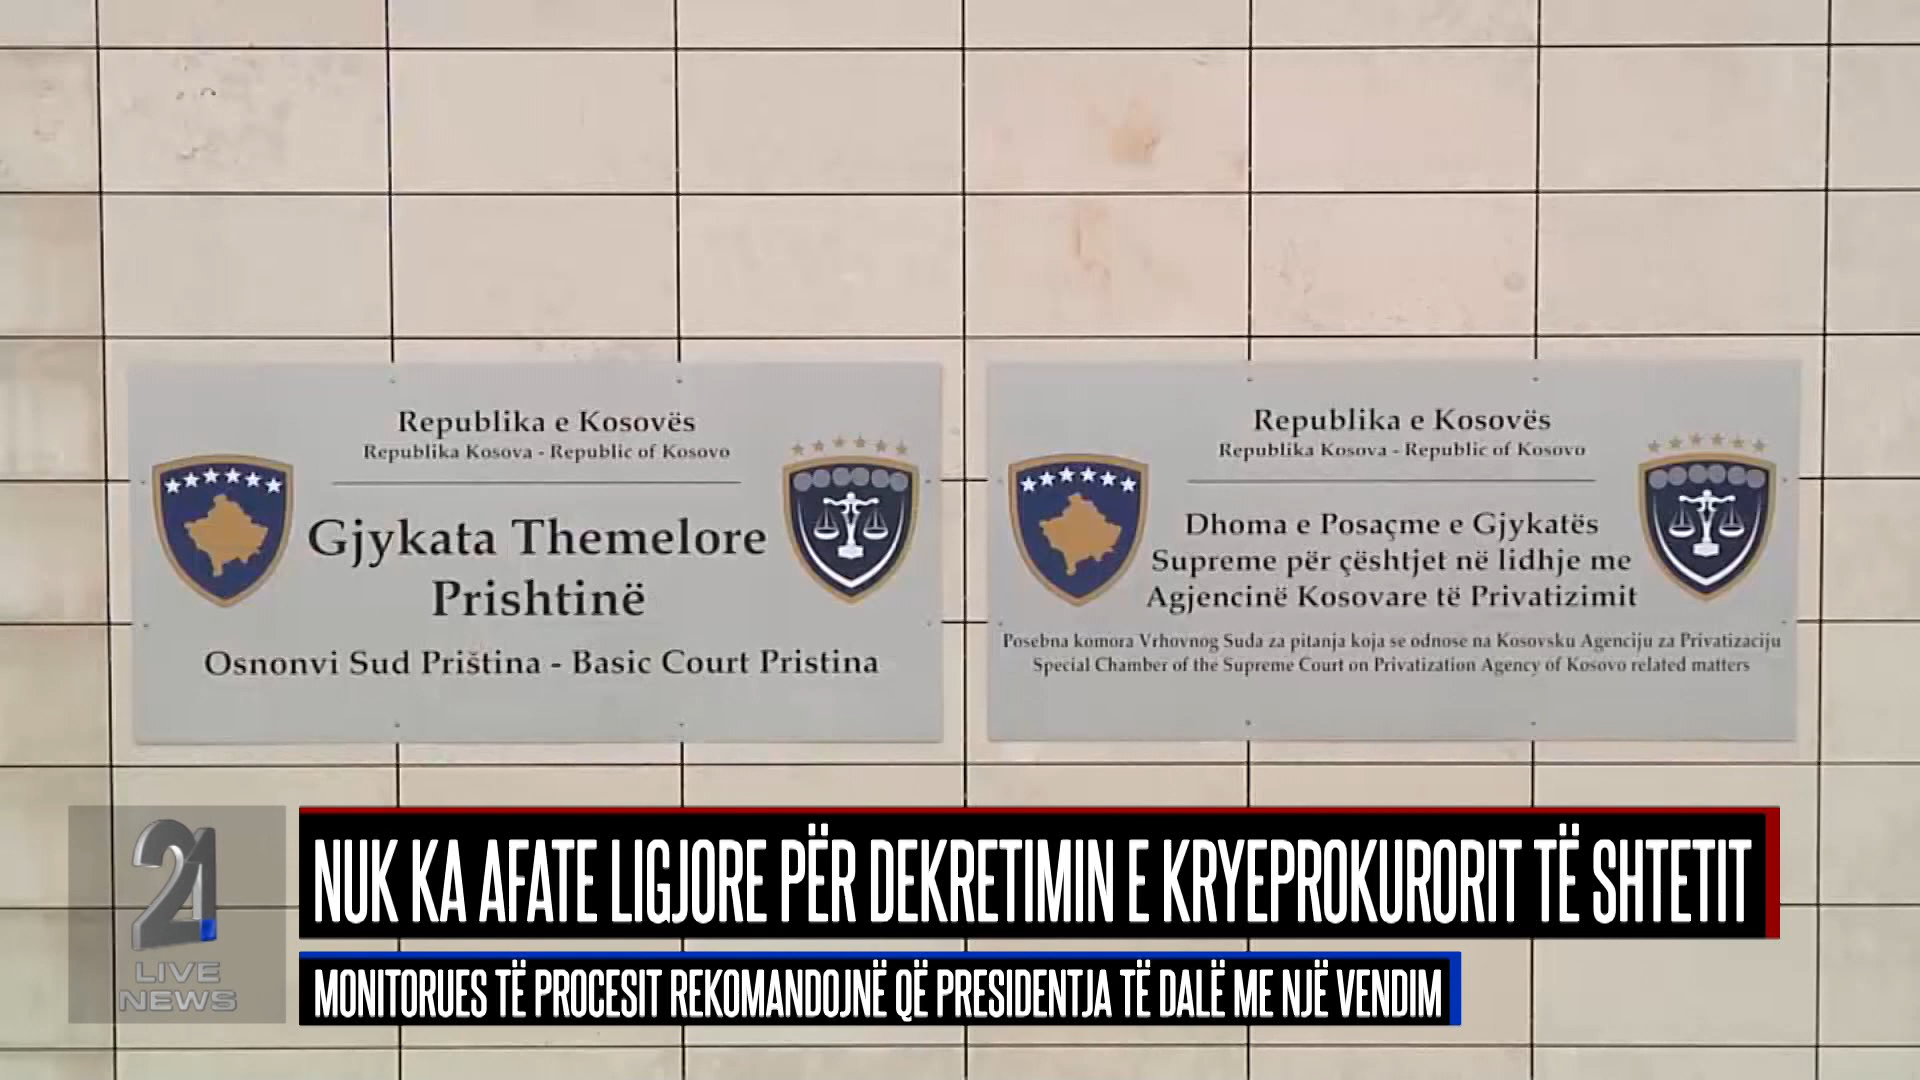 Republika e Kosovës
Republika Kosova - Republic of Kosovo
Gjykata Themelore
Prishtinë
Osnonvi Sud Priština - Basic Court Pristina
Republika e Kosovës
Republika Kosova - Republic of Kosovo
Dhoma e Posaçme e Gjykatës
Supreme për çështjet në lidhje me
Agjencinë Kosovare të Privatizimit
Posebna komora Vrhovnog Suda za pitanja koja se odnose na Kosovsku Agenciju za Privatizaciju
Special Chamber of the Supreme Court on Privatization Agency of Kosovo related matters
21
LIVE
NEWS
NUK KA AFATE LIGJORE PËR DEKRETIMIN E KRYEPROKURORIT TË SHTETIT
MONITORUES TË PROCESIT REKOMANDOJNË QË PRESIDENTJA TË DALË ME NJË VENDIM